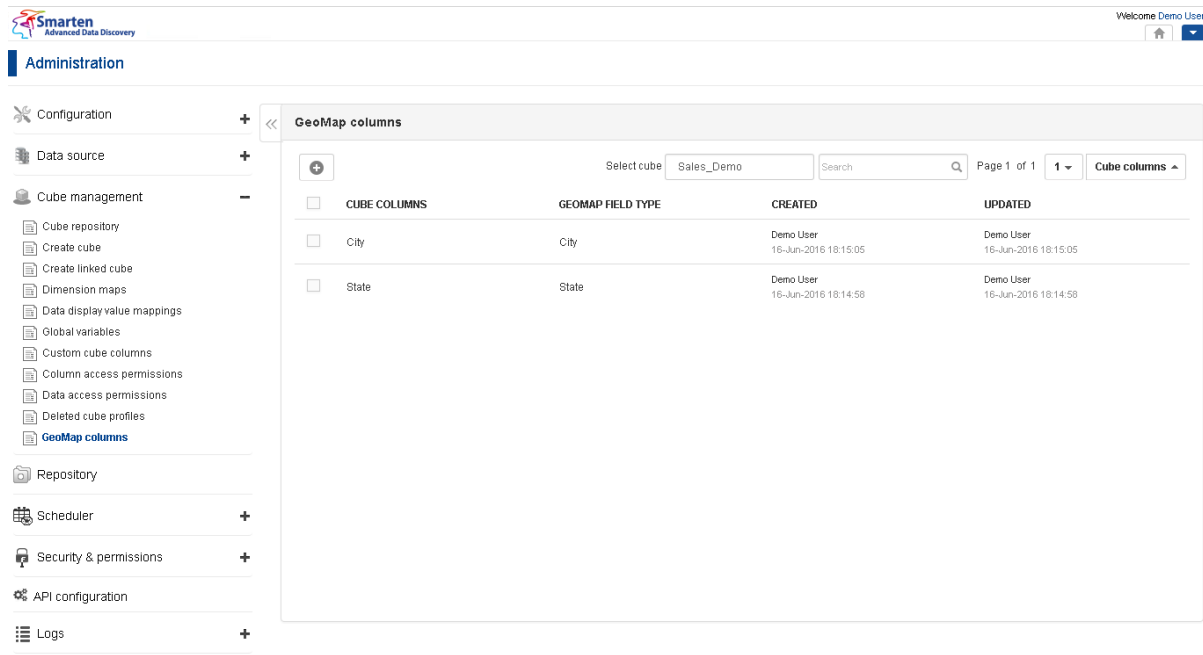 Smarten
Advanced Data Discovery
Welcome Demo User
Administration
Configuration
Data source
Cube management
Cube repository
Create cube
Create linked cube
Dimension maps
Data display value mappings
Global variables
Custom cube columns
Column access permissions
Data access permissions
Deleted cube profiles
GeoMap columns
Repository
Scheduler
Security & permissions
API configuration
Logs
GeoMap columns
Select cube Sales_Demo Search Page 1 of 1 1 Cube columns
CUBE COLUMNS GEOMAP FIELD TYPE CREATED UPDATED
City City Demo User Demo User
16-Jun-2016 18:15:05 16-Jun-2016 18:15:05
State State Demo User Demo User
16-Jun-2016 18:14:58 16-Jun-2016 18:14:58